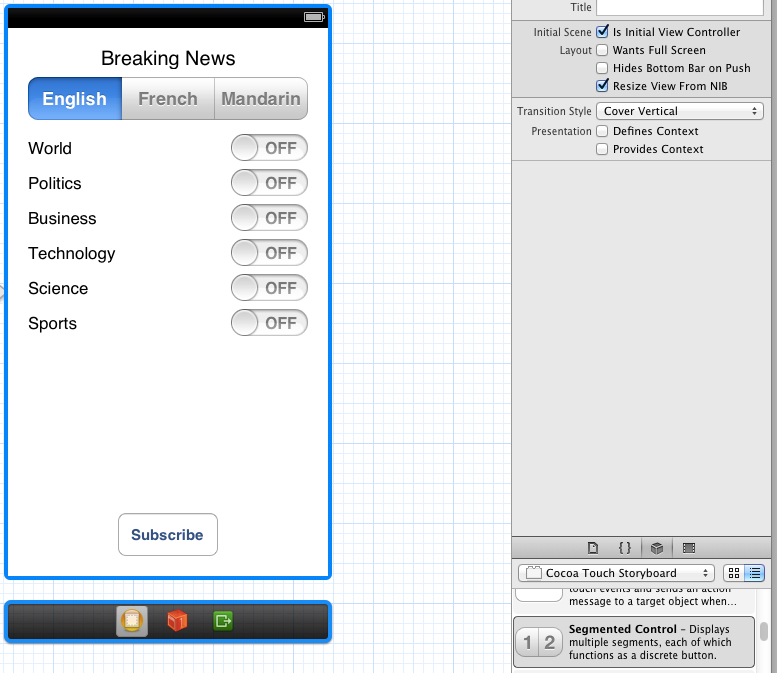 Breaking News
English French Mandarin
World OFF
Politics OFF
Business OFF
Technology OFF
Science OFF
Sports OFF
Subscribe
Title
Initial Scene Is Initial View Controller
Layout Wants Full Screen
Hides Bottom Bar on Push
Resize View From NIB
Transition Style Cover Vertical
Presentation Defines Context
Provides Context
{ }
Cocoa Touch Storyboard
touch events and sends an action
message to a target object when...
1 2
Segmented Control – Displays
multiple segments, each of which
functions as a discrete button.